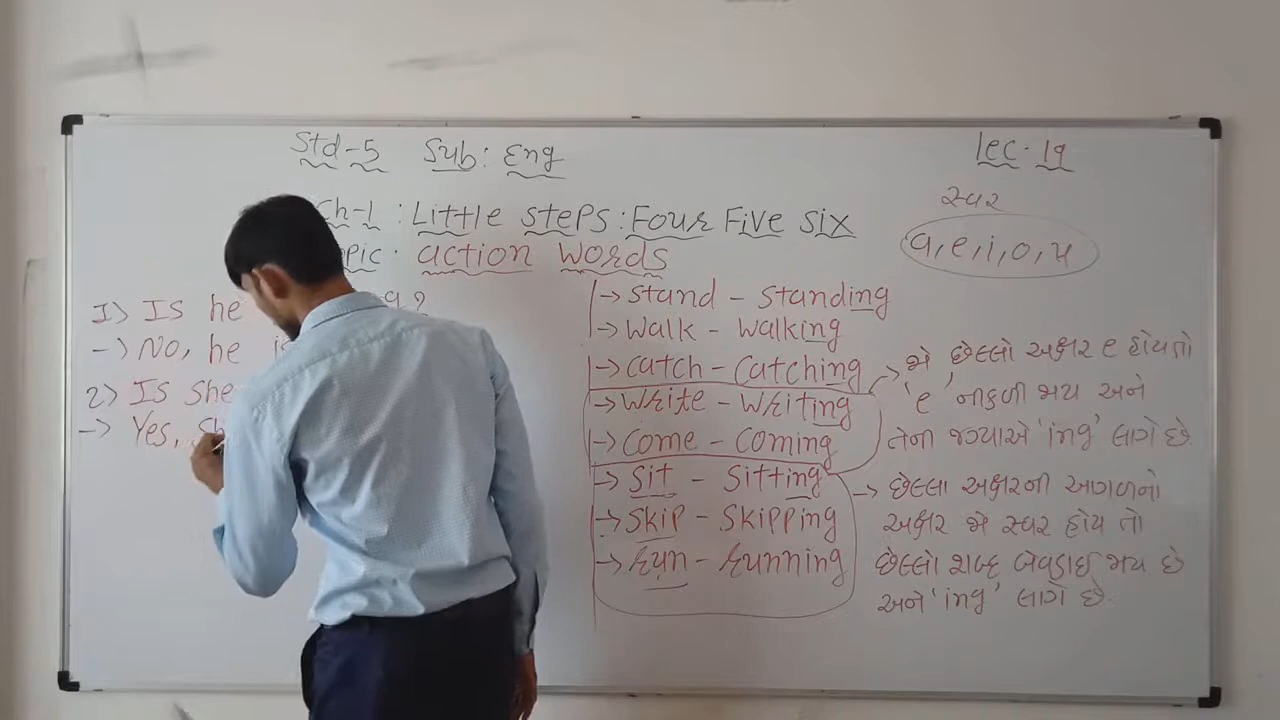 Std-5 Sub: Eng
Lec-19
Ch-1 : Little steps : Four Five Six
સ્વર
a, e, i, o, u
action words
1) Is he
-> No, he is
2) Is she
-> Yes, sh
-> Stand - Standing
-> Walk - Walking
-> Catch - Catching
-> Write - Writing
-> Come - Coming
-> Sit - Sitting
-> Skip - Skipping
-> Run - Running
-> જો છેલ્લો અક્ષર e હોય તો
'e' નીકળી જાય અને
તેના જગ્યાએ 'ing' લાગે છે
-> છેલ્લા અક્ષરની આગળનો
અક્ષર જો સ્વર હોય તો
છેલ્લો શબ્દ બેવડાઈ જાય છે
અને 'ing' લાગે છે.